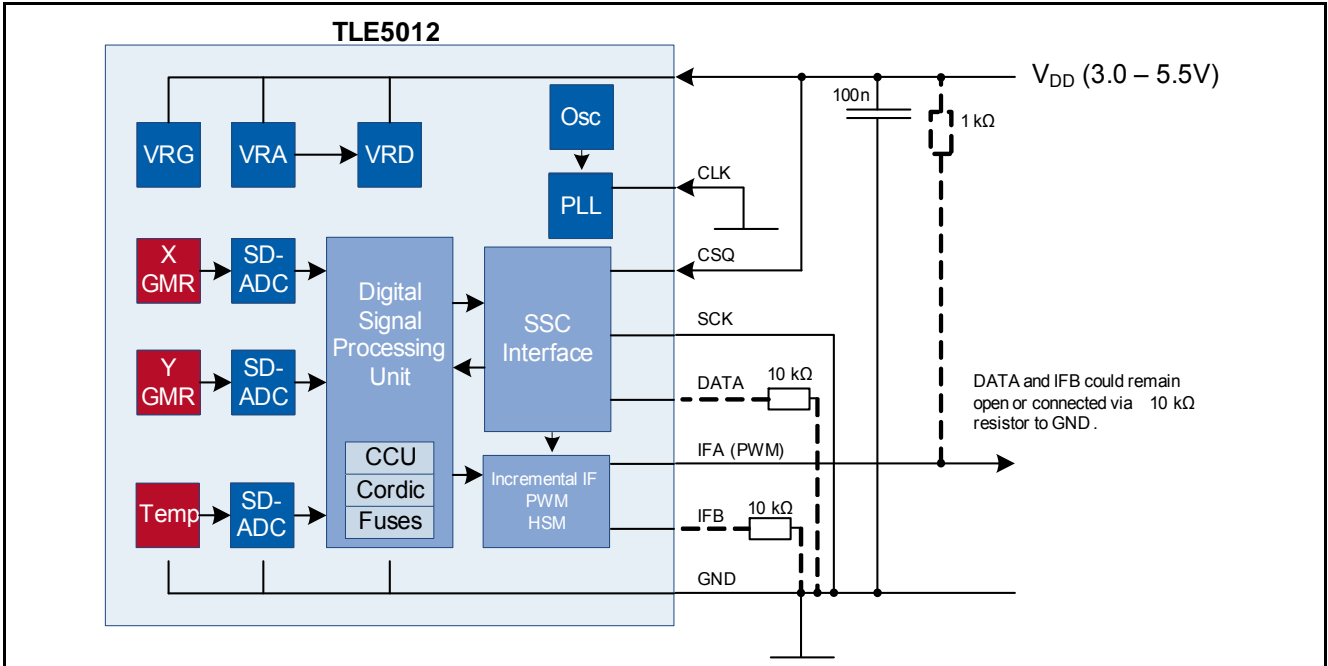 TLE5012
V_DD (3.0 – 5.5V)
100n
1 kΩ
Osc
VRG
VRA
VRD
CLK
PLL
X
GMR
SD-
ADC
CSQ
Digital
Signal
Processing
Unit
SSC
Interface
SCK
Y
GMR
SD-
ADC
DATA
10 kΩ
DATA and IFB could remain
open or connected via 10 kΩ
resistor to GND.
CCU
Cordic
Fuses
IFA (PWM)
Incremental IF
PWM
HSM
Temp
SD-
ADC
IFB
10 kΩ
GND